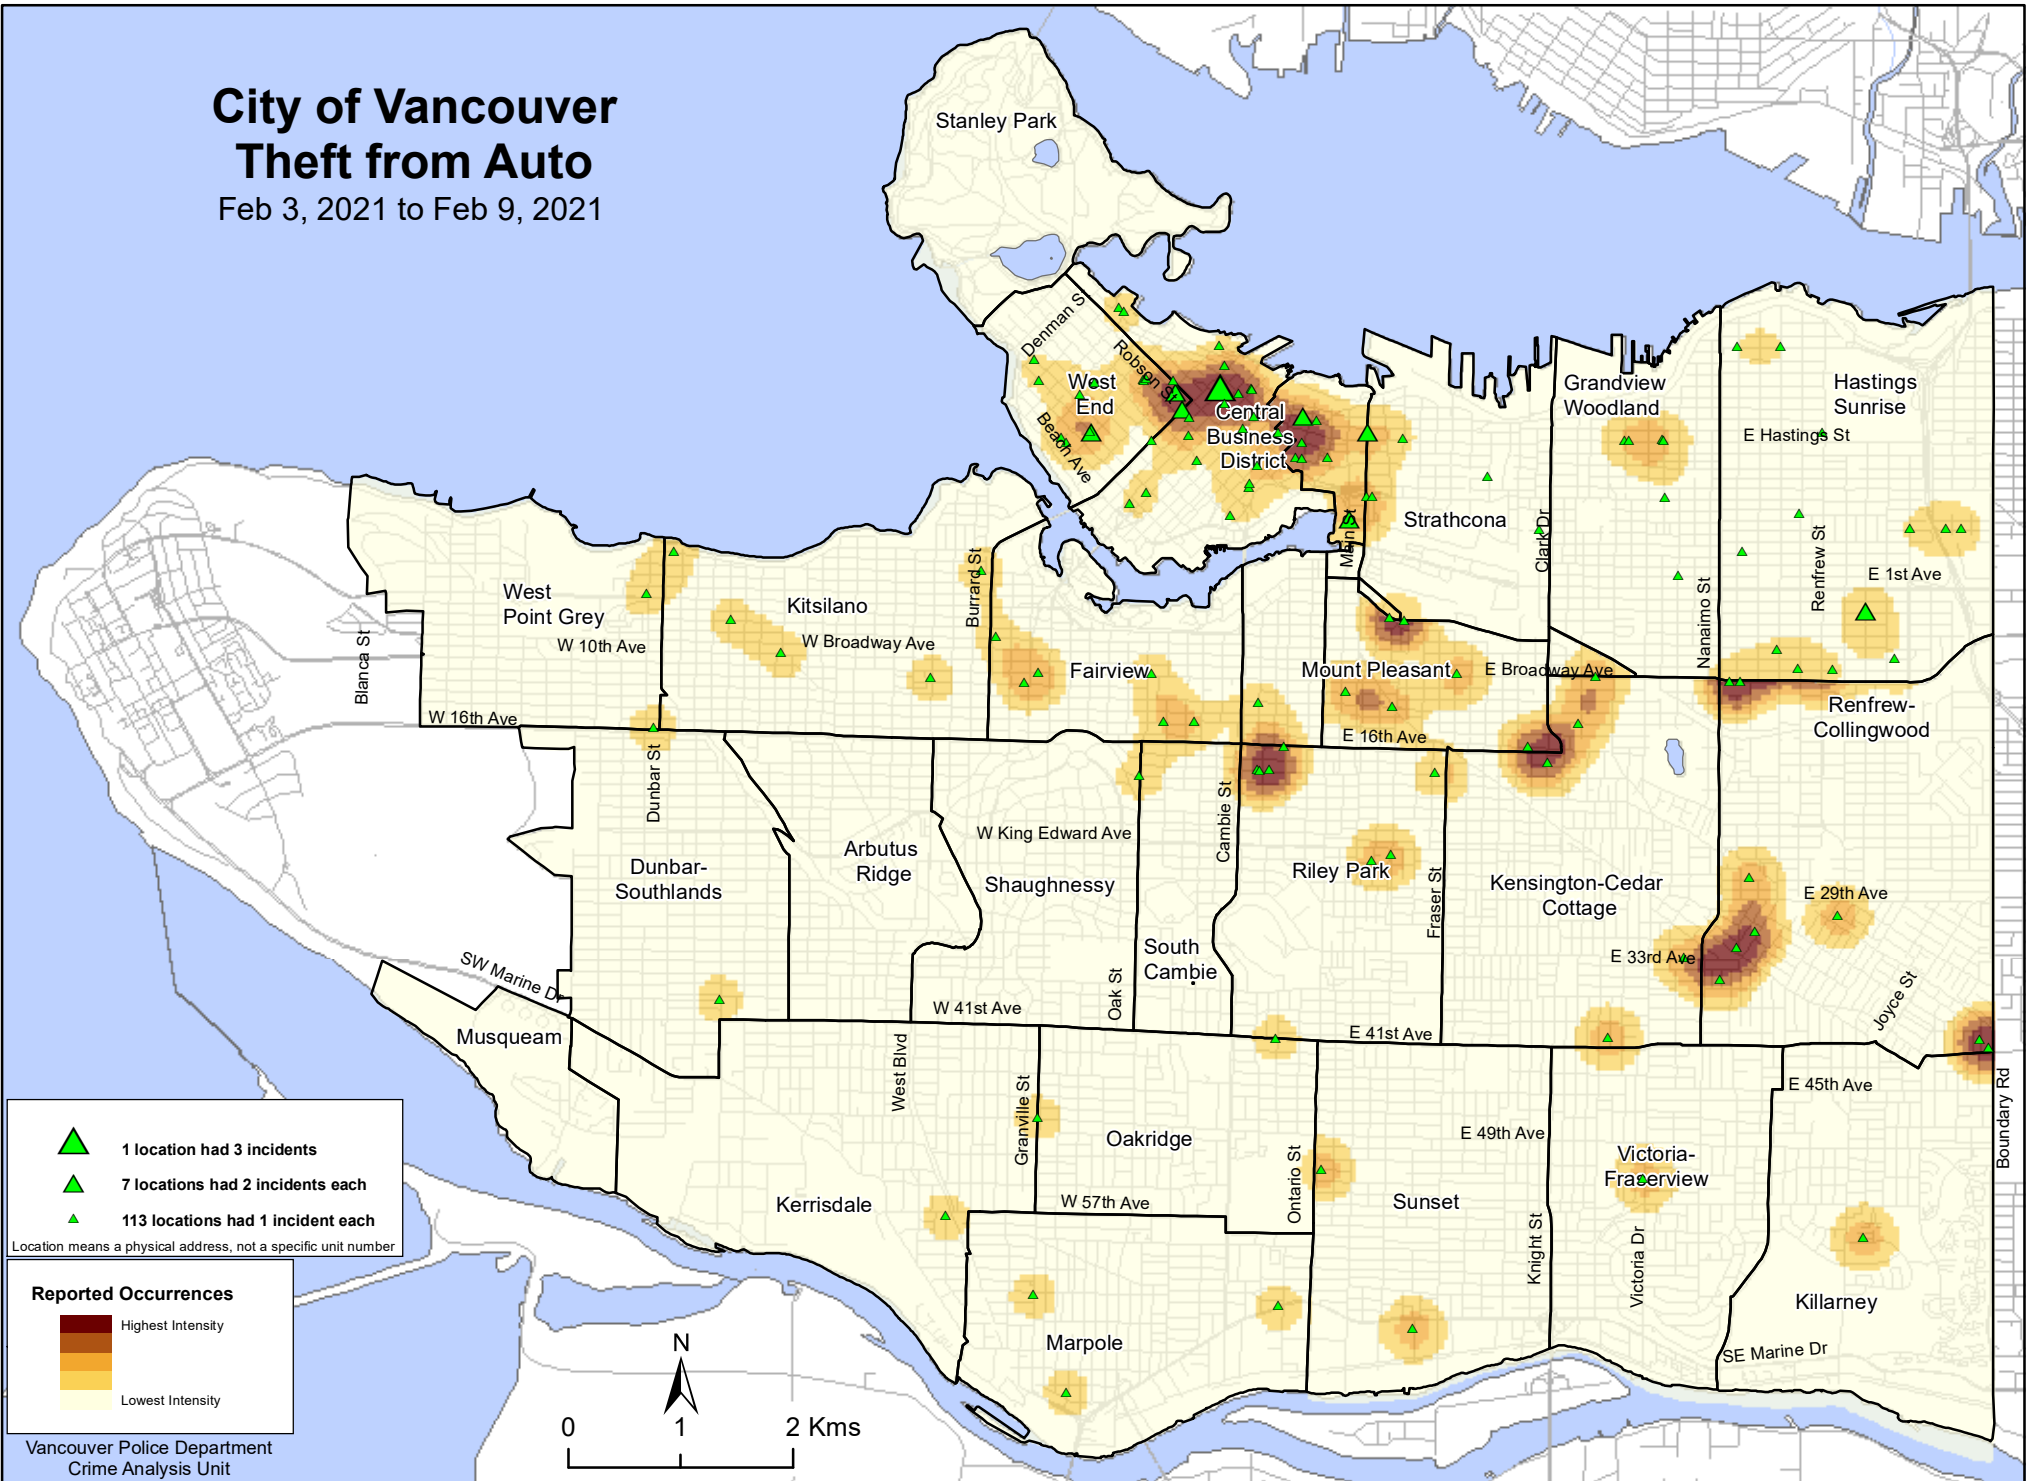 City of Vancouver
Theft from Auto
Feb 3, 2021 to Feb 9, 2021
Stanley Park
Denman S
Robson S
West
End
Beach Ave
Central
Business
District
Main St
Strathcona
Clark Dr
Grandview
Woodland
Hastings
Sunrise
E Hastings St
Nanaimo St
Renfrew St
E 1st Ave
West
Point Grey
Blanca St
W 10th Ave
W 16th Ave
Kitsilano
W Broadway Ave
Burrard St
Fairview
Mount Pleasant
E Broadway Ave
E 16th Ave
Renfrew-
Collingwood
Dunbar St
Dunbar-
Southlands
Arbutus
Ridge
W King Edward Ave
Shaughnessy
Cambie St
South
Cambie
Oak St
Riley Park
Fraser St
Kensington-Cedar
Cottage
E 29th Ave
E 33rd Ave
Joyce St
SW Marine Dr
Musqueam
W 41st Ave
E 41st Ave
E 45th Ave
Boundary Rd
West Blvd
Granville St
Oakridge
Ontario St
E 49th Ave
Victoria-
Fraserview
Kerrisdale
W 57th Ave
Sunset
Knight St
Victoria Dr
Killarney
Marpole
SE Marine Dr
1 location had 3 incidents
7 locations had 2 incidents each
113 locations had 1 incident each
Location means a physical address, not a specific unit number
Reported Occurrences
Highest Intensity
Lowest Intensity
Vancouver Police Department
Crime Analysis Unit
N
0 1 2 Kms